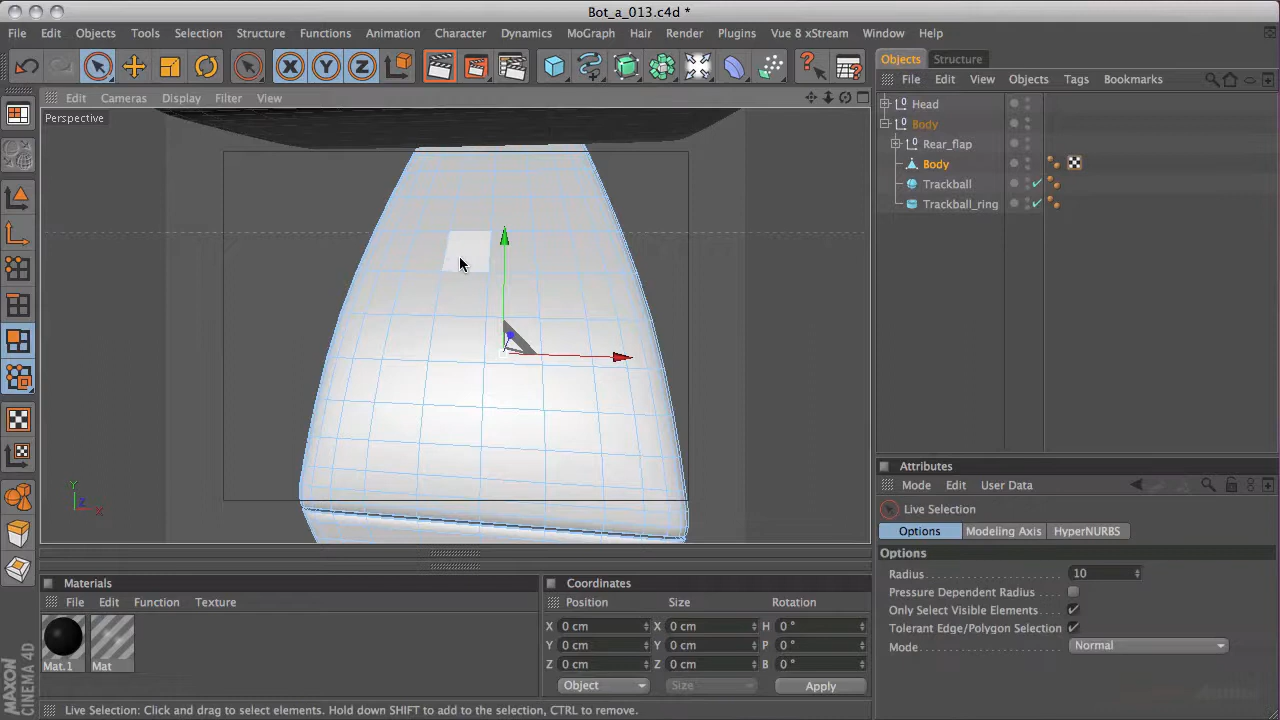 Bot_a_013.c4d *
File Edit Objects Tools Selection Structure Functions Animation Character Dynamics MoGraph Hair Render Plugins Vue 8 xStream Window Help
X Y Z
Objects Structure
File Edit View Objects Tags Bookmarks
Edit Cameras Display Filter View
Perspective
Head
Body
Rear_flap
Body
Trackball
Trackball_ring
Y
Z
X
Attributes
Mode Edit User Data
Live Selection
Options Modeling Axis HyperNURBS
Options
Radius 10
Pressure Dependent Radius
Only Select Visible Elements
Tolerant Edge/Polygon Selection
Mode Normal
Materials
File Edit Function Texture
Mat.1 Mat
Coordinates
Position Size Rotation
X 0 cm X 0 cm H 0 °
Y 0 cm Y 0 cm P 0 °
Z 0 cm Z 0 cm B 0 °
Object Size Apply
MAXON
CINEMA 4D
Live Selection: Click and drag to select elements. Hold down SHIFT to add to the selection, CTRL to remove.